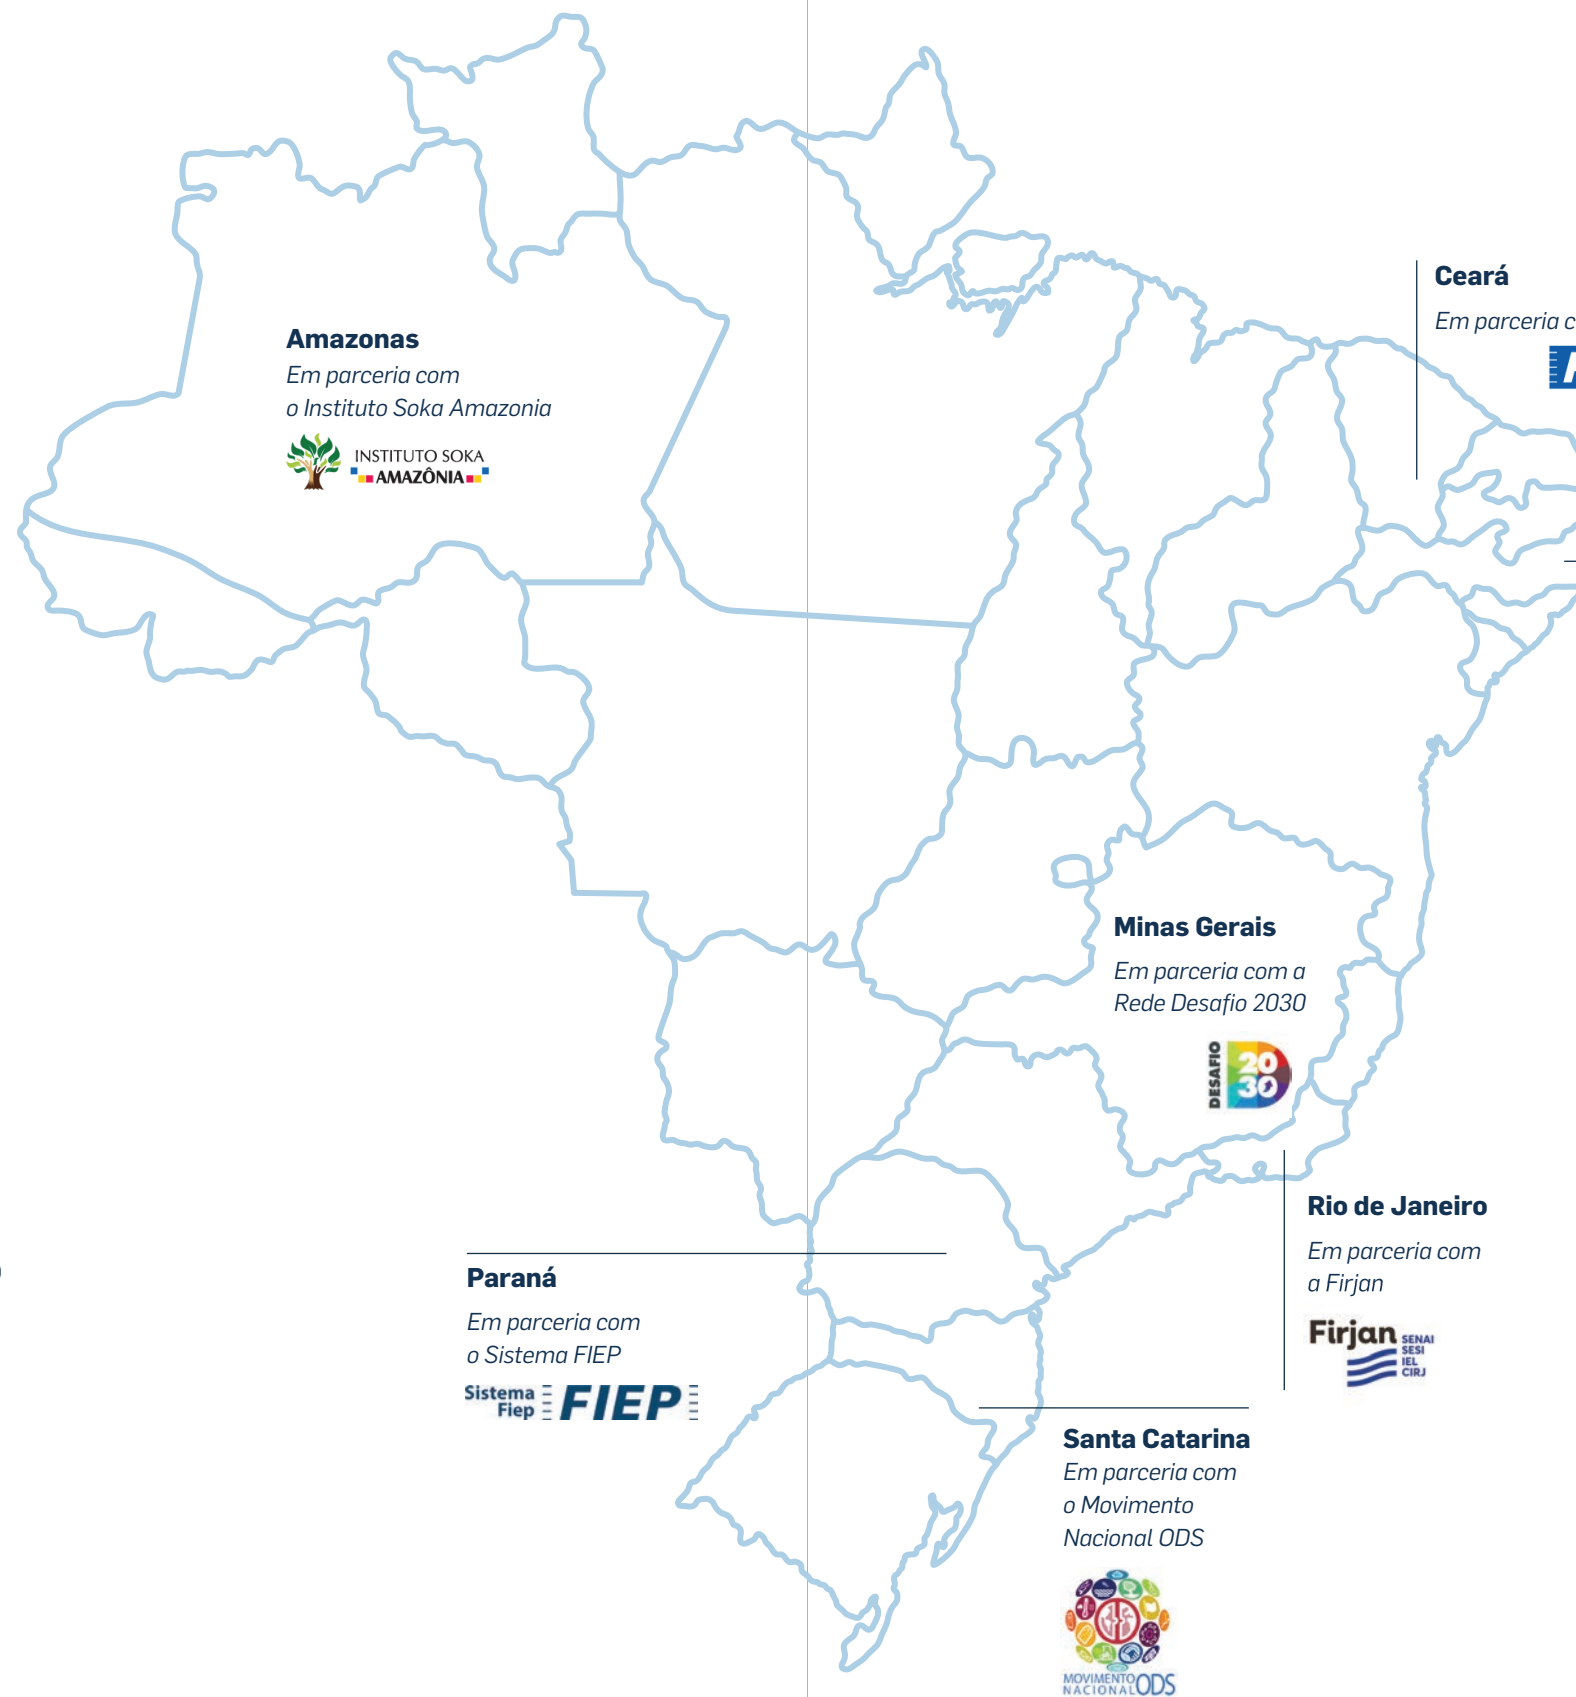 Ceará
Em parceria c
Amazonas
Em parceria com
o Instituto Soka Amazonia
INSTITUTO SOKA
AMAZÔNIA
Minas Gerais
Em parceria com a
Rede Desafio 2030
DESAFIO
20
30
Rio de Janeiro
Em parceria com
a Firjan
Firjan
SENAI
SESI
IEL
CIRJ
Paraná
Em parceria com
o Sistema FIEP
Sistema
Fiep
FIEP
Santa Catarina
Em parceria com
o Movimento
Nacional ODS
MOVIMENTO
NACIONAL ODS